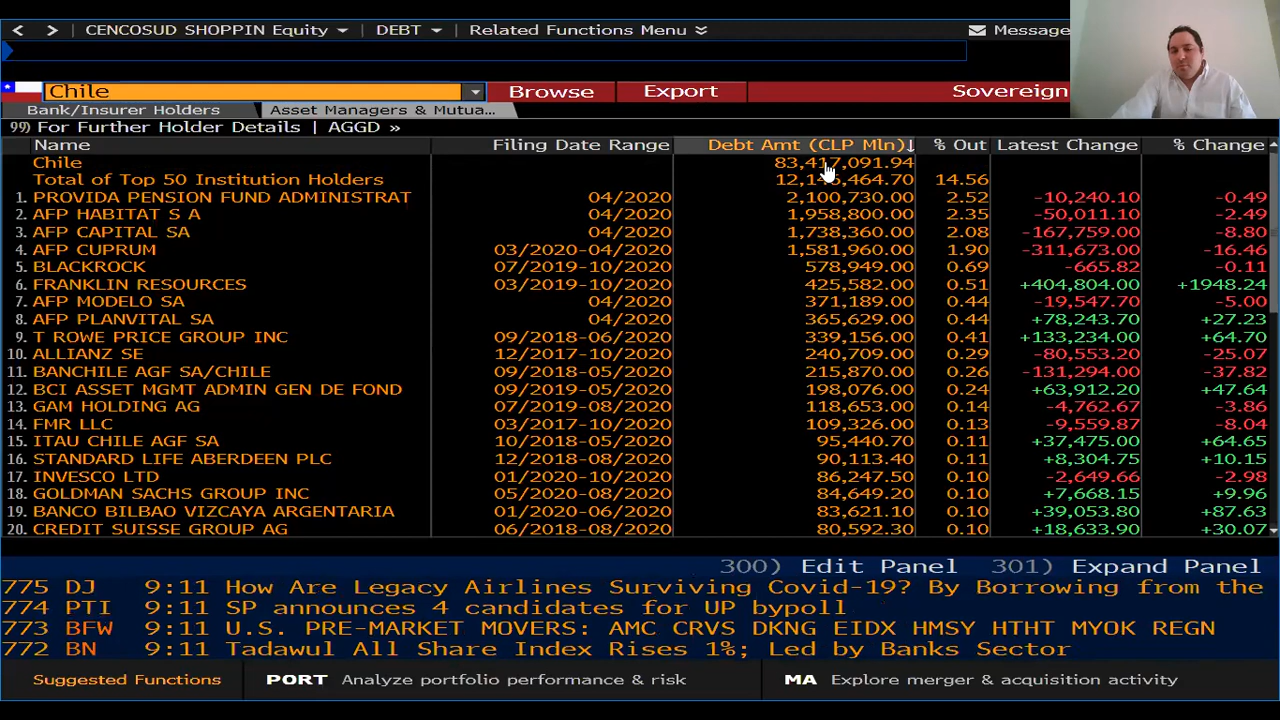 < > CENCOSUD SHOPPIN Equity DEBT Related Functions Menu Message
Chile Browse Export Sovereign
Bank/Insurer Holders Asset Managers & Mutua...
99) For Further Holder Details | AGGD »
Name Filing Date Range Debt Amt (CLP Mln)↓ % Out Latest Change % Change
Chile 83,417,091.94
Total of Top 50 Institution Holders 464.70 14.56
1. PROVIDA PENSION FUND ADMINISTRAT 04/2020 2,100,730.00 2.52 -10,240.10 -0.49
2. AFP HABITAT S A 04/2020 1,958,800.00 2.35 -50,011.10 -2.49
3. AFP CAPITAL SA 04/2020 1,738,360.00 2.08 -167,759.00 -8.80
4. AFP CUPRUM 03/2020-04/2020 1,581,960.00 1.90 -311,673.00 -16.46
5. BLACKROCK 07/2019-10/2020 578,949.00 0.69 -665.82 -0.11
6. FRANKLIN RESOURCES 03/2019-10/2020 425,582.00 0.51 +404,804.00 +1948.24
7. AFP MODELO SA 04/2020 371,189.00 0.44 -19,547.70 -5.00
8. AFP PLANVITAL SA 04/2020 365,629.00 0.44 +78,243.70 +27.23
9. T ROWE PRICE GROUP INC 09/2018-06/2020 339,156.00 0.41 +133,234.00 +64.70
10. ALLIANZ SE 12/2017-10/2020 240,709.00 0.29 -80,553.20 -25.07
11. BANCHILE AGF SA/CHILE 09/2018-05/2020 215,870.00 0.26 -131,294.00 -37.82
12. BCI ASSET MGMT ADMIN GEN DE FOND 09/2019-05/2020 198,076.00 0.24 +63,912.20 +47.64
13. GAM HOLDING AG 07/2019-08/2020 118,653.00 0.14 -4,762.67 -3.86
14. FMR LLC 03/2017-10/2020 109,326.00 0.13 -9,559.87 -8.04
15. ITAU CHILE AGF SA 10/2018-05/2020 95,440.70 0.11 +37,475.00 +64.65
16. STANDARD LIFE ABERDEEN PLC 12/2018-08/2020 90,113.40 0.11 +8,304.75 +10.15
17. INVESCO LTD 01/2020-10/2020 86,247.50 0.10 -2,649.66 -2.98
18. GOLDMAN SACHS GROUP INC 05/2020-08/2020 84,649.20 0.10 +7,668.15 +9.96
19. BANCO BILBAO VIZCAYA ARGENTARIA 01/2020-06/2020 83,621.10 0.10 +39,053.80 +87.63
20. CREDIT SUISSE GROUP AG 06/2018-08/2020 80,592.30 0.10 +18,633.90 +30.07
300) Edit Panel 301) Expand Panel
775 DJ 9:11 How Are Legacy Airlines Surviving Covid-19? By Borrowing from the
774 PTI 9:11 SP announces 4 candidates for UP bypoll
773 BFW 9:11 U.S. PRE-MARKET MOVERS: AMC CRVS DKNG EIDX HMSY HTHT MYOK REGN
772 BN 9:11 Tadawul All Share Index Rises 1%; Led by Banks Sector
Suggested Functions PORT Analyze portfolio performance & risk MA Explore merger & acquisition activity